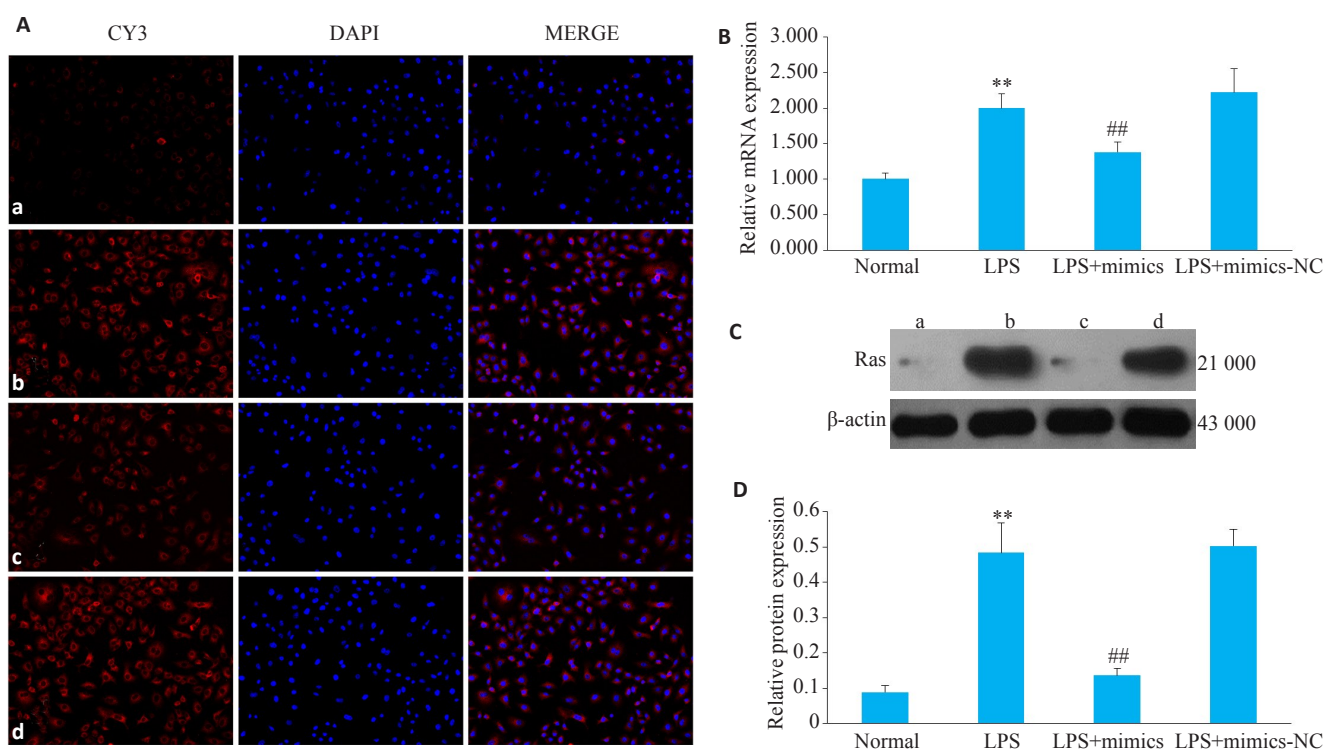 A
CY3 DAPI MERGE
a
b
c
d
B
Relative mRNA expression
3.000
2.500
2.000
1.500
1.000
0.500
0.000
**
##
Normal LPS LPS+mimics LPS+mimics-NC
C
a b c d
Ras 21 000
β-actin 43 000
D
Relative protein expression
0.6
0.5
0.4
0.3
0.2
0.1
0
**
##
Normal LPS LPS+mimics LPS+mimics-NC